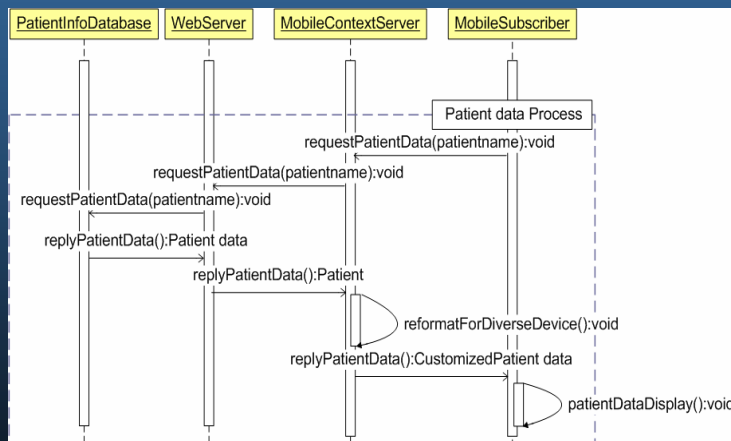 PatientInfoDatabase
WebServer
MobileContextServer
MobileSubscriber
Patient data Process
requestPatientData(patientname):void
requestPatientData(patientname):void
requestPatientData(patientname):void
replyPatientData():Patient data
replyPatientData():Patient
reformatForDiverseDevice():void
replyPatientData():CustomizedPatient data
patientDataDisplay():void